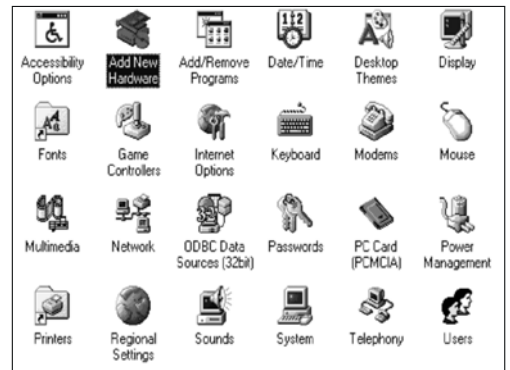 Accessibility Options
Add New Hardware
Add/Remove Programs
Date/Time
Desktop Themes
Display
Fonts
Game Controllers
Internet Options
Keyboard
Modems
Mouse
Multimedia
Network
ODBC Data Sources (32bit)
Passwords
PC Card (PCMCIA)
Power Management
Printers
Regional Settings
Sounds
System
Telephony
Users